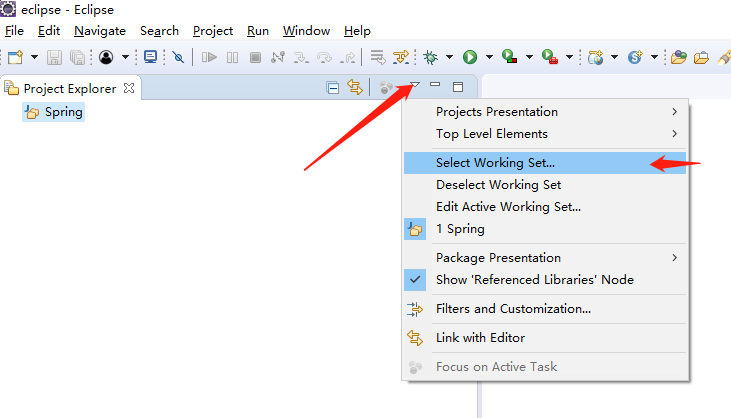 eclipse - Eclipse
File Edit Navigate Search Project Run Window Help
Project Explorer
Spring
Projects Presentation
Top Level Elements
Select Working Set...
Deselect Working Set
Edit Active Working Set...
1 Spring
Package Presentation
Show 'Referenced Libraries' Node
Filters and Customization...
Link with Editor
Focus on Active Task